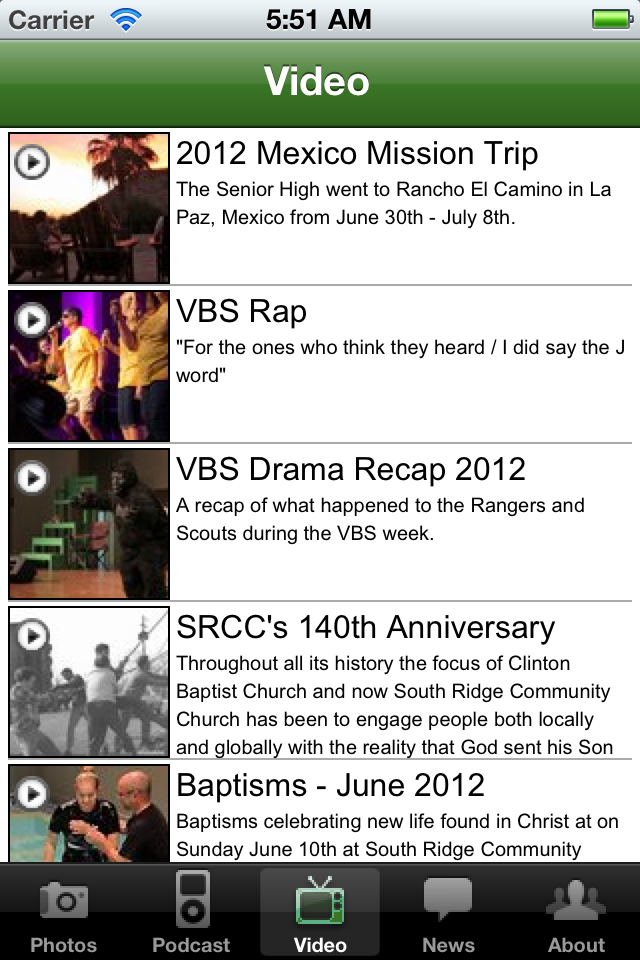 Carrier 5:51 AM
Video
2012 Mexico Mission Trip
The Senior High went to Rancho El Camino in La
Paz, Mexico from June 30th - July 8th.
VBS Rap
"For the ones who think they heard / I did say the J
word"
VBS Drama Recap 2012
A recap of what happened to the Rangers and
Scouts during the VBS week.
SRCC's 140th Anniversary
Throughout all its history the focus of Clinton
Baptist Church and now South Ridge Community
Church has been to engage people both locally
and globally with the reality that God sent his Son
Baptisms - June 2012
Baptisms celebrating new life found in Christ at on
Sunday June 10th at South Ridge Community
Photos Podcast Video News About